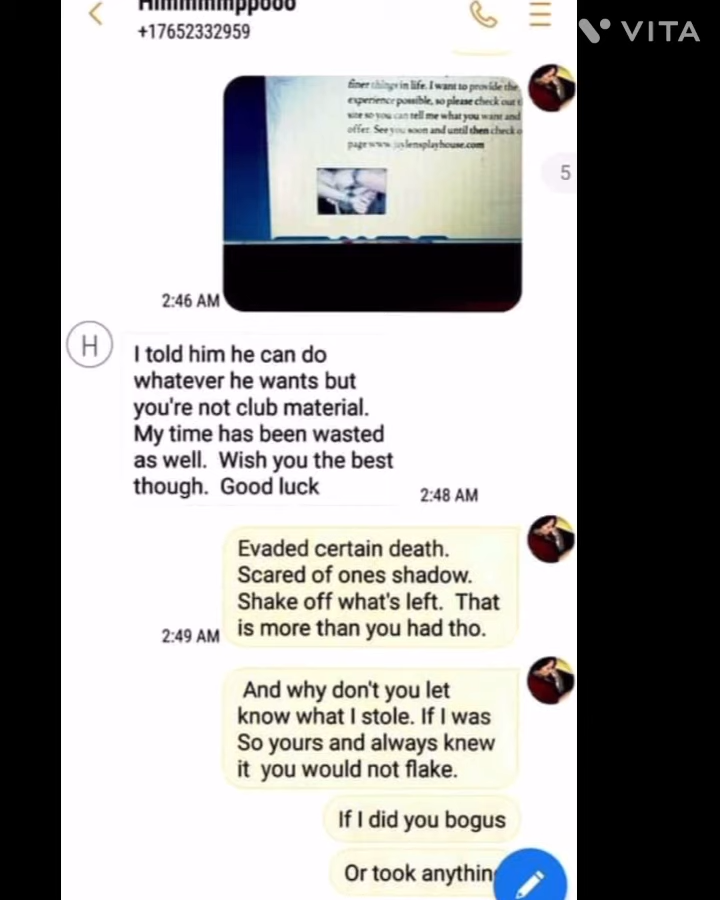 Himmmmppooo
+17652332959
VITA
finer things in life. I want to provide the
experience possible, so please check out
site so you can tell me what you want and
offer. See you soon and until then check o
page www.
5
2:46 AM
H
I told him he can do
whatever he wants but
you're not club material.
My time has been wasted
as well. Wish you the best
though. Good luck
2:48 AM
Evaded certain death.
Scared of ones shadow.
Shake off what's left. That
is more than you had tho.
2:49 AM
And why don't you let
know what I stole. If I was
So yours and always knew
it you would not flake.
If I did you bogus
Or took anythin